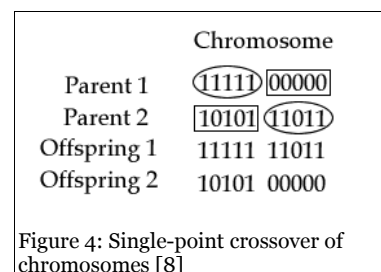 Chromosome
Parent 1 11111 00000
Parent 2 10101 11011
Offspring 1 11111 11011
Offspring 2 10101 00000
Figure 4: Single-point crossover of
chromosomes [8]